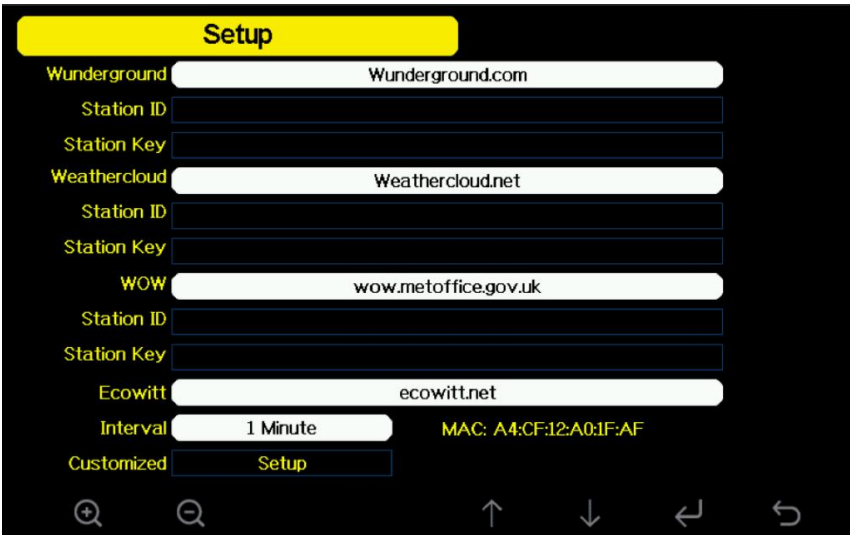 Setup
Wunderground Wunderground.com
Station ID
Station Key
Weathercloud Weathercloud.net
Station ID
Station Key
WOW wow.metoffice.gov.uk
Station ID
Station Key
Ecowitt ecowitt.net
Interval 1 Minute MAC: A4:CF:12:A0:1F:AF
Customized Setup